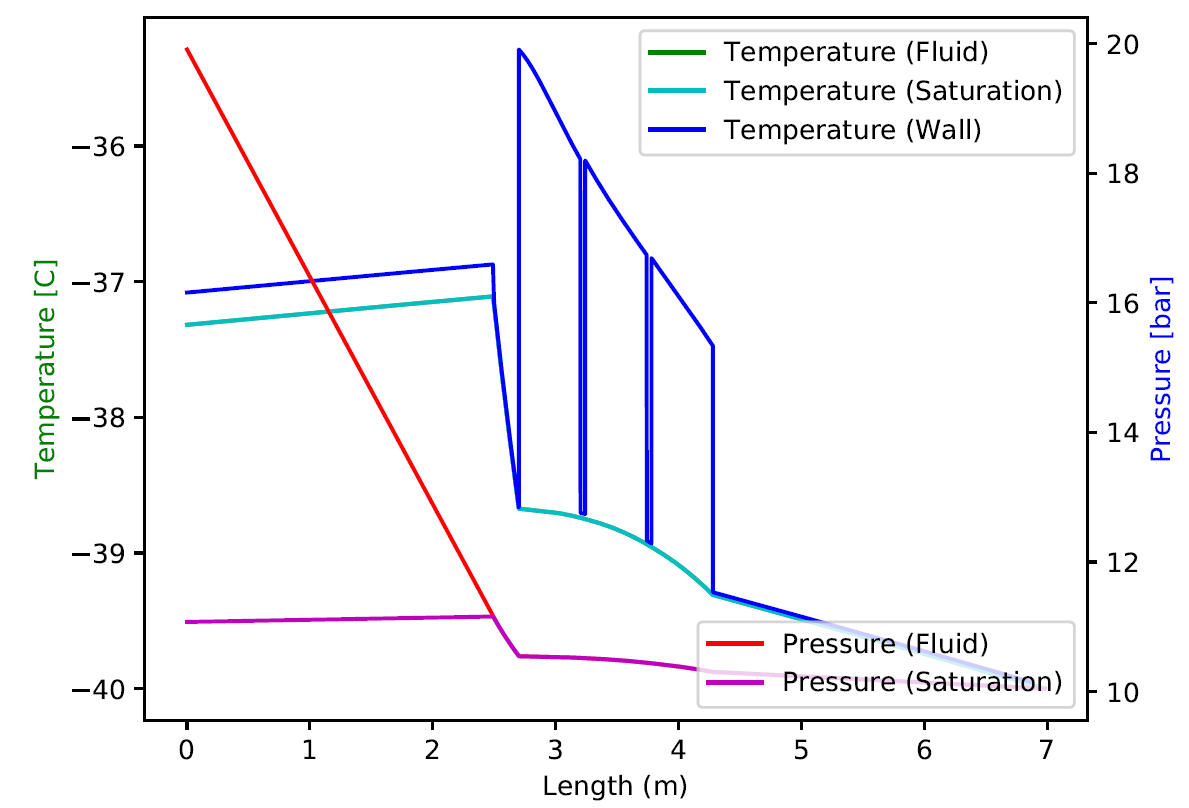 Temperature (Fluid)
Temperature (Saturation)
Temperature (Wall)
Temperature [C]
−36
−37
−38
−39
−40
20
18
16
14
12
10
Pressure [bar]
Pressure (Fluid)
Pressure (Saturation)
0 1 2 3 4 5 6 7
Length (m)